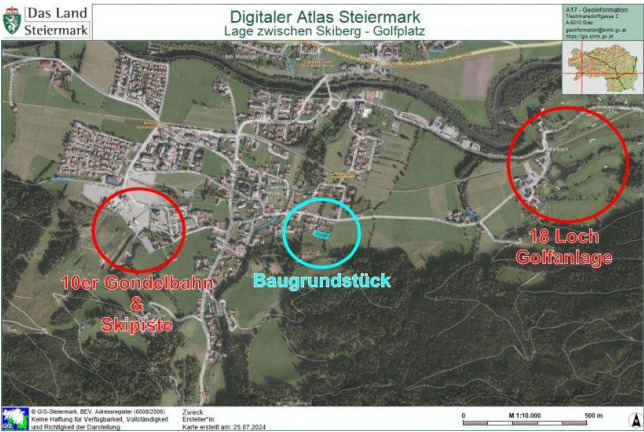 Das Land
Steiermark
Digitaler Atlas Steiermark
Lage zwischen Skiberg - Golfplatz
A17 - Geoinformation
Trauttmansdorffgasse 2
A-8010 Graz
geoinformation@stmk.gv.at
https://gis.stmk.gv.at
Am Muranger
10er Gondelbahn
&
Skipiste
Baugrundstück
18 Loch
Golfanlage
GIS
© GIS-Steiermark, BEV, Adressregister (6008/2006)
Keine Haftung für Verfügbarkeit, Vollständigkeit
und Richtigkeit der Darstellung.
Zweck:
Ersteller*in:
Karte erstellt am: 25.07.2024
0 M 1:10.000 500 m